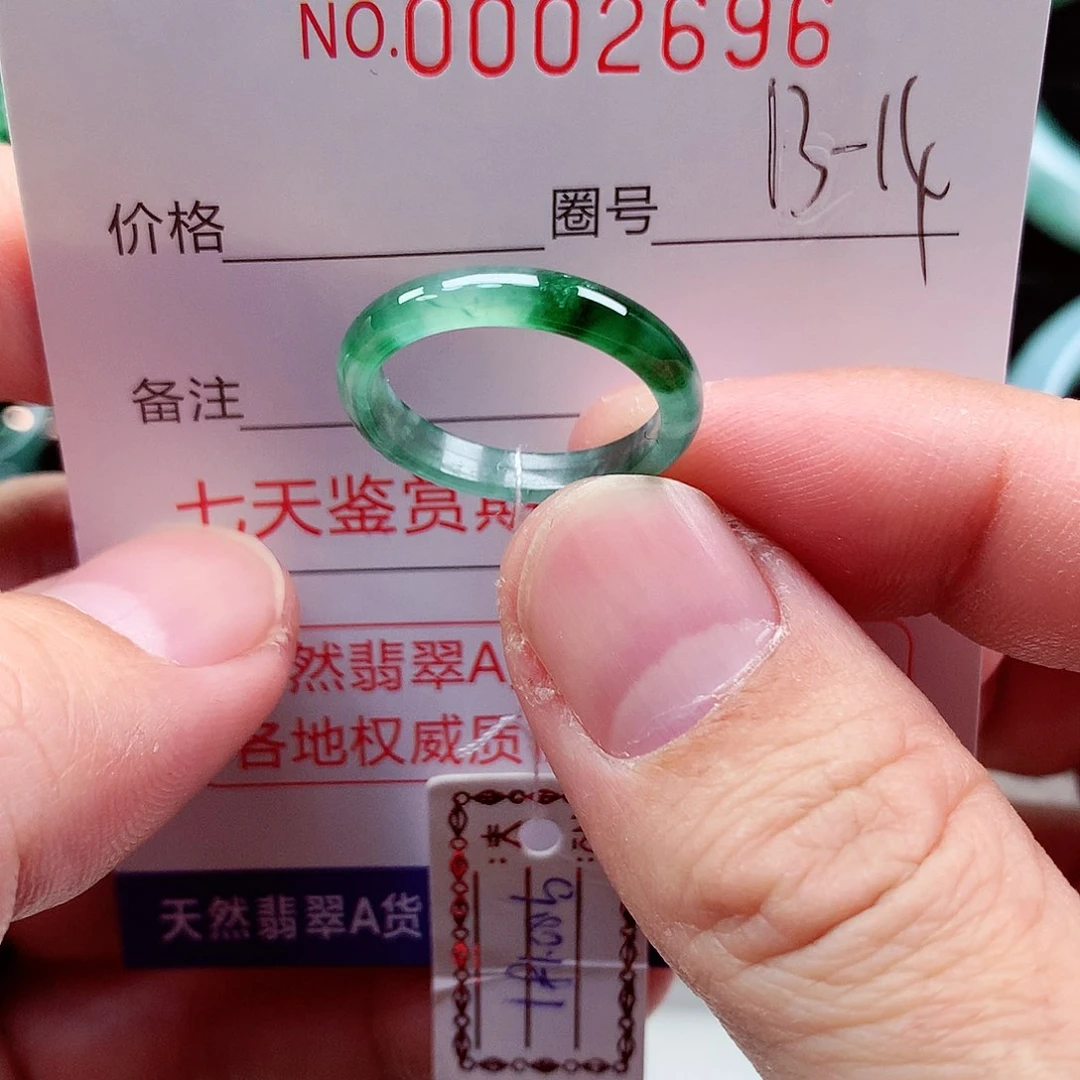 NO.0002696
价格 圈号 13-14
备注
七天鉴赏期
然翡翠A
各地权威质
天然翡翠A货